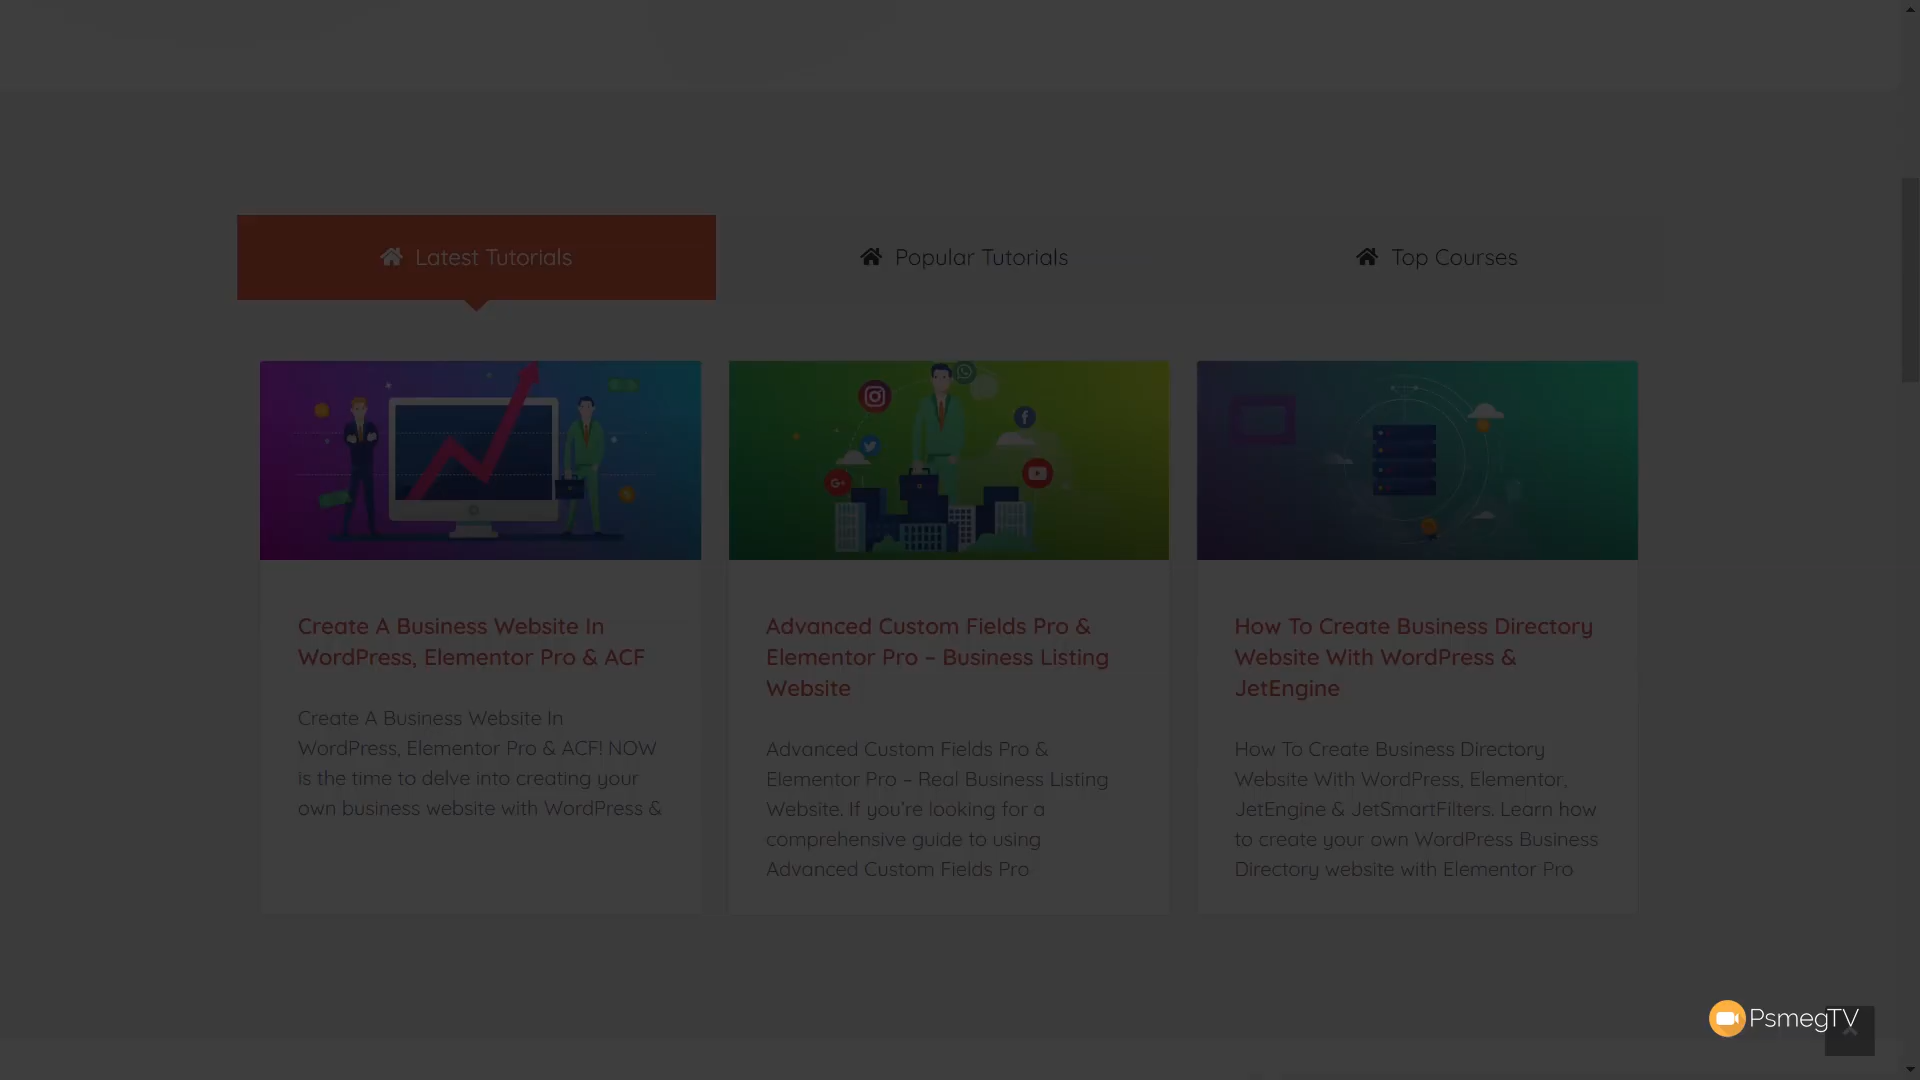 Latest Tutorials
Popular Tutorials
Top Courses
Create A Business Website In
WordPress, Elementor Pro & ACF
Create A Business Website In
WordPress, Elementor Pro & ACF! NOW
is the time to delve into creating your
own business website with WordPress &
Advanced Custom Fields Pro &
Elementor Pro – Business Listing
Website
Advanced Custom Fields Pro &
Elementor Pro – Real Business Listing
Website. If you're looking for a
comprehensive guide to using
Advanced Custom Fields Pro
How To Create Business Directory
Website With WordPress &
JetEngine
How To Create Business Directory
Website With WordPress, Elementor,
JetEngine & JetSmartFilters. Learn how
to create your own WordPress Business
Directory website with Elementor Pro
PsmegTV